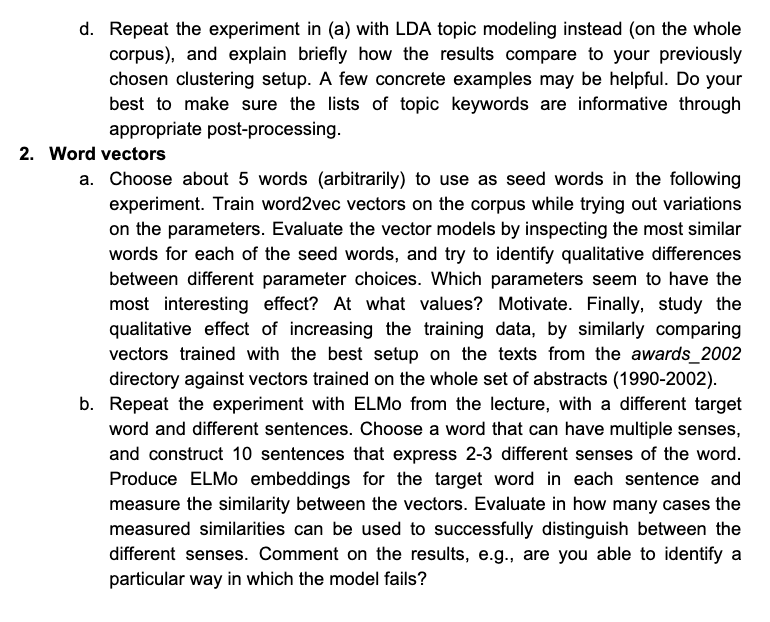 d. Repeat the experiment in (a) with LDA topic modeling instead (on the whole
corpus), and explain briefly how the results compare to your previously
chosen clustering setup. A few concrete examples may be helpful. Do your
best to make sure the lists of topic keywords are informative through
appropriate post-processing.
2. Word vectors
a. Choose about 5 words (arbitrarily) to use as seed words in the following
experiment. Train word2vec vectors on the corpus while trying out variations
on the parameters. Evaluate the vector models by inspecting the most similar
words for each of the seed words, and try to identify qualitative differences
between different parameter choices. Which parameters seem to have the
most interesting effect? At what values? Motivate. Finally, study the
qualitative effect of increasing the training data, by similarly comparing
vectors trained with the best setup on the texts from the awards_2002
directory against vectors trained on the whole set of abstracts (1990-2002).
b. Repeat the experiment with ELMo from the lecture, with a different target
word and different sentences. Choose a word that can have multiple senses,
and construct 10 sentences that express 2-3 different senses of the word.
Produce ELMo embeddings for the target word in each sentence and
measure the similarity between the vectors. Evaluate in how many cases the
measured similarities can be used to successfully distinguish between the
different senses. Comment on the results, e.g., are you able to identify a
particular way in which the model fails?